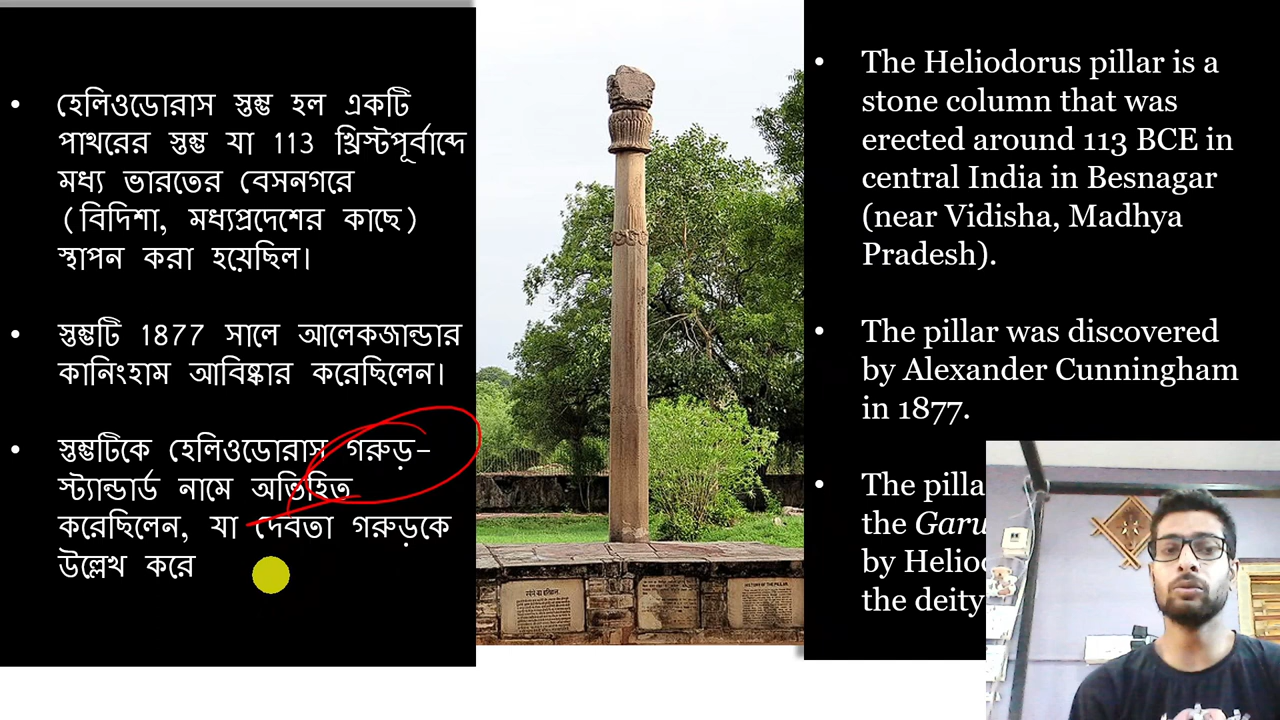 হেলিওডোরাস স্তম্ভ হল একটি
পাথরের স্তম্ভ যা 113 খ্রিস্টপূর্বাব্দে
মধ্য ভারতের বেসনগরে
(বিদিশা, মধ্যপ্রদেশের কাছে)
স্থাপন করা হয়েছিল।
স্তম্ভটি 1877 সালে আলেকজান্ডার
কানিংহাম আবিষ্কার করেছিলেন।
স্তম্ভটিকে হেলিওডোরাস গরুড়-
স্ট্যান্ডার্ড নামে অভিহিত
করেছিলেন, যা দেবতা গরুড়কে
উল্লেখ করে
The Heliodorus pillar is a
stone column that was
erected around 113 BCE in
central India in Besnagar
(near Vidisha, Madhya
Pradesh).
The pillar was discovered
by Alexander Cunningham
in 1877.
The pilla
the Garu
by Helio
the deity